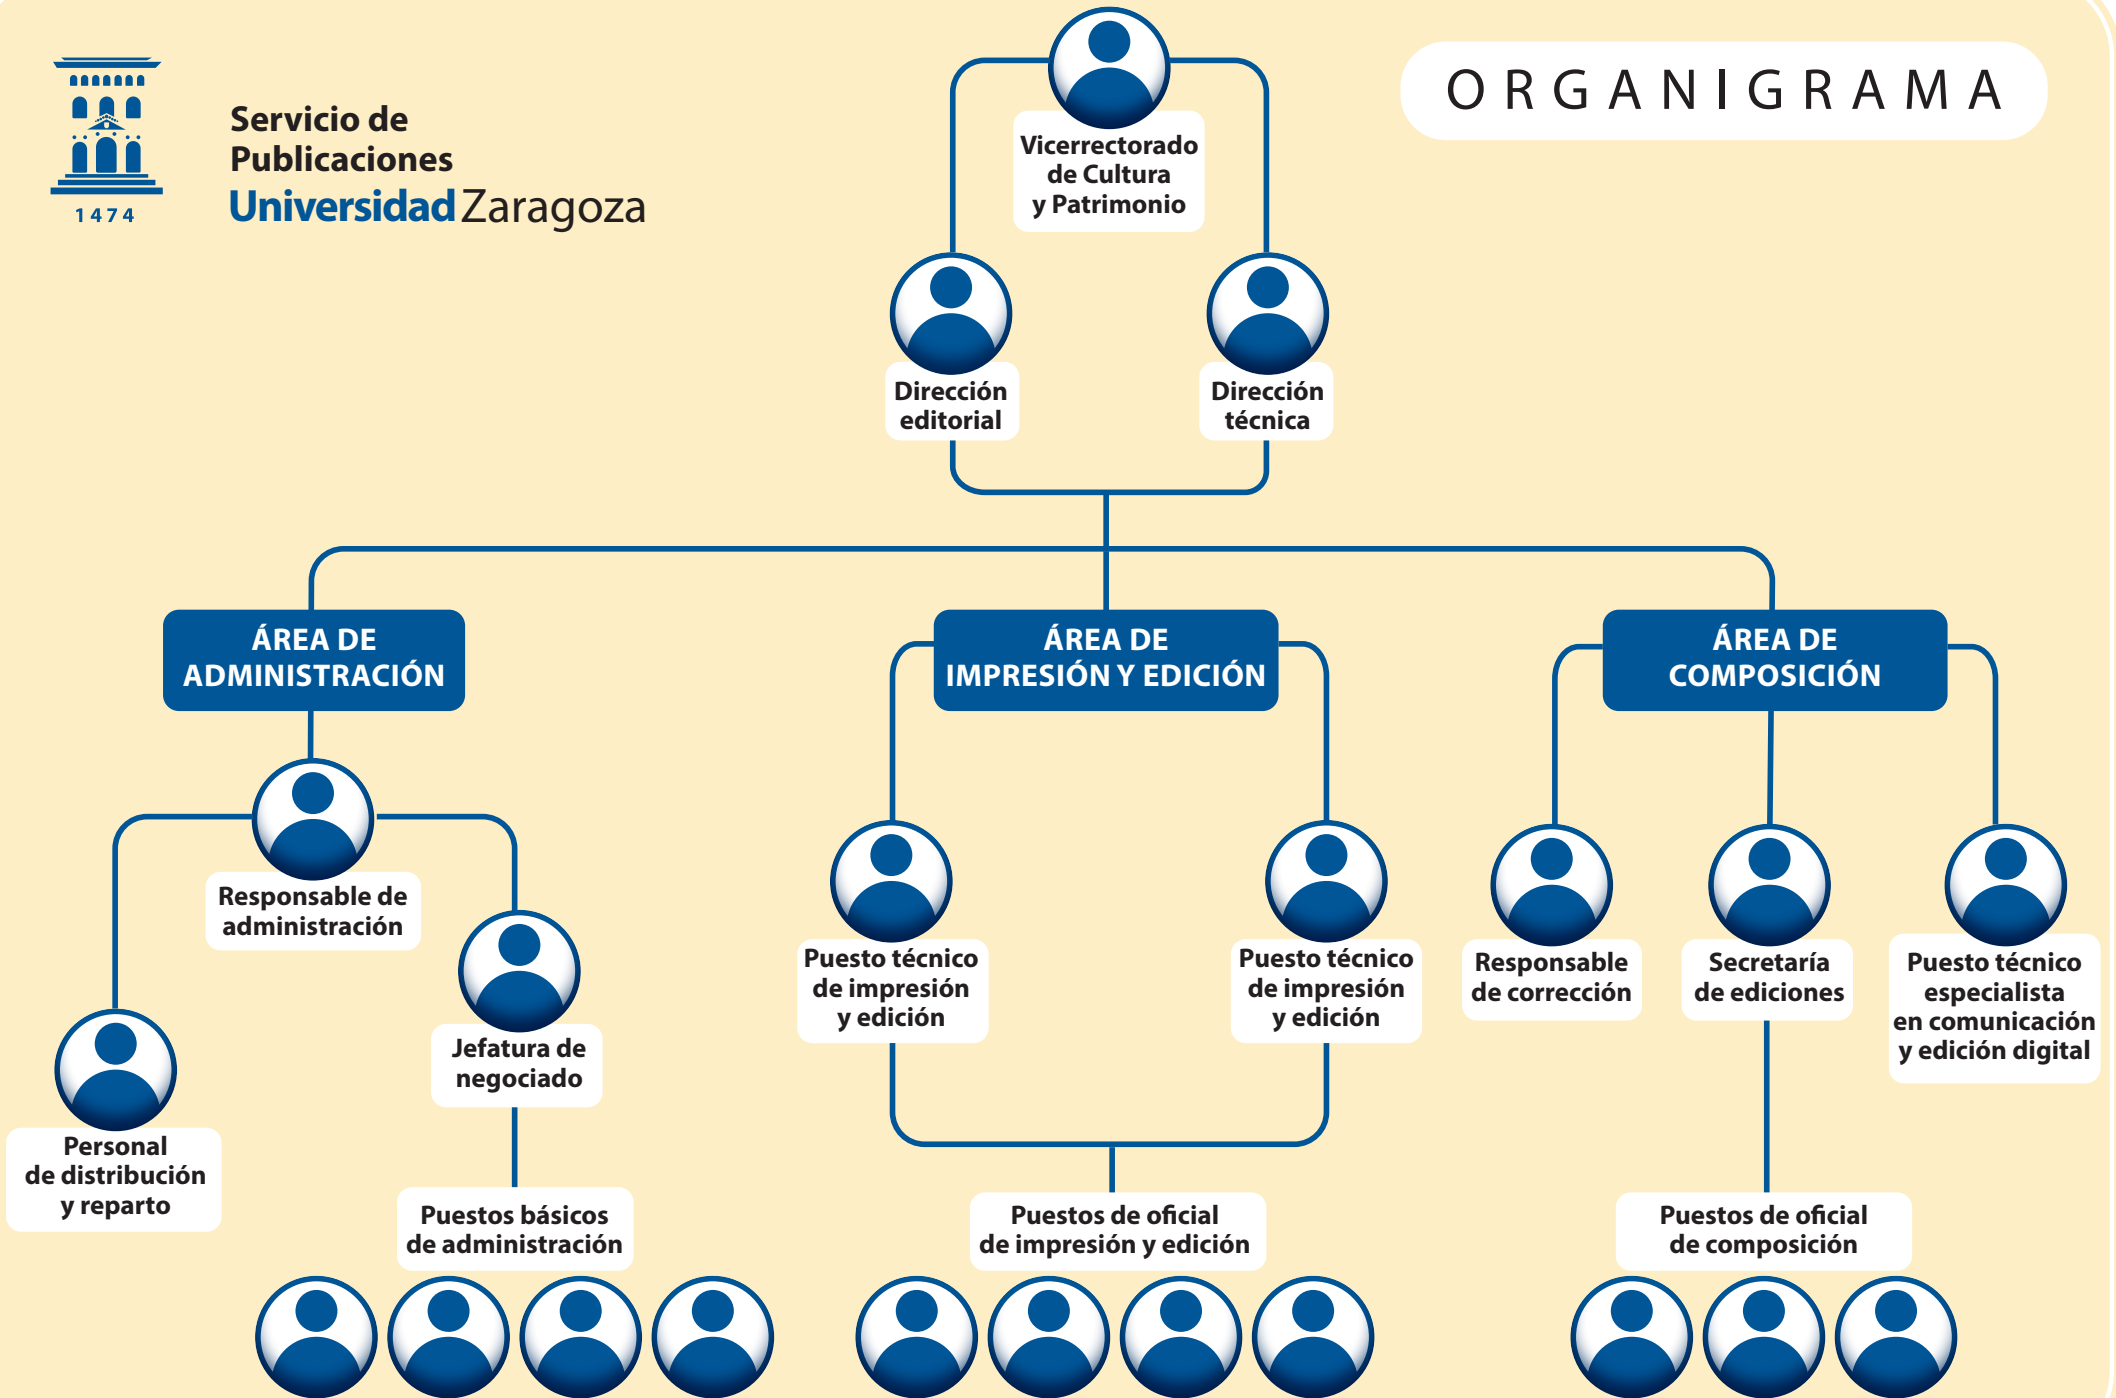 1474
Servicio de
Publicaciones
Universidad Zaragoza
ORGANIGRAMA
Vicerrectorado
de Cultura
y Patrimonio
Dirección
editorial
Dirección
técnica
ÁREA DE
ADMINISTRACIÓN
ÁREA DE
IMPRESIÓN Y EDICIÓN
ÁREA DE
COMPOSICIÓN
Responsable de
administración
Jefatura de
negociado
Personal
de distribución
y reparto
Puestos básicos
de administración
Puesto técnico
de impresión
y edición
Puesto técnico
de impresión
y edición
Puestos de oficial
de impresión y edición
Responsable
de corrección
Secretaría
de ediciones
Puesto técnico
especialista
en comunicación
y edición digital
Puestos de oficial
de composición